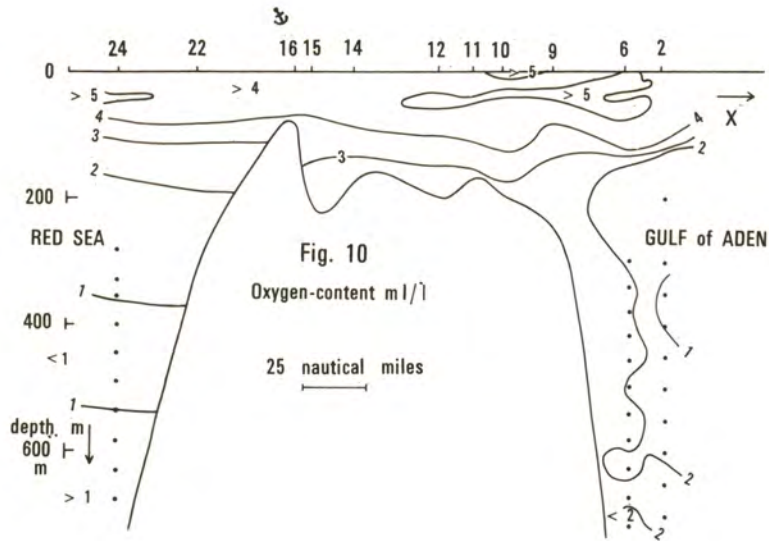 24 22 16 15 14 12 11 10 9 6 2
0
> 5
> 5 > 4 > 5
X
4 4
3 2
3
2
200
RED SEA GULF of ADEN
Fig. 10
Oxygen-content ml/l
1
400
1
< 1
25 nautical miles
1
depth. m
600
m
2
> 1
< 2
2